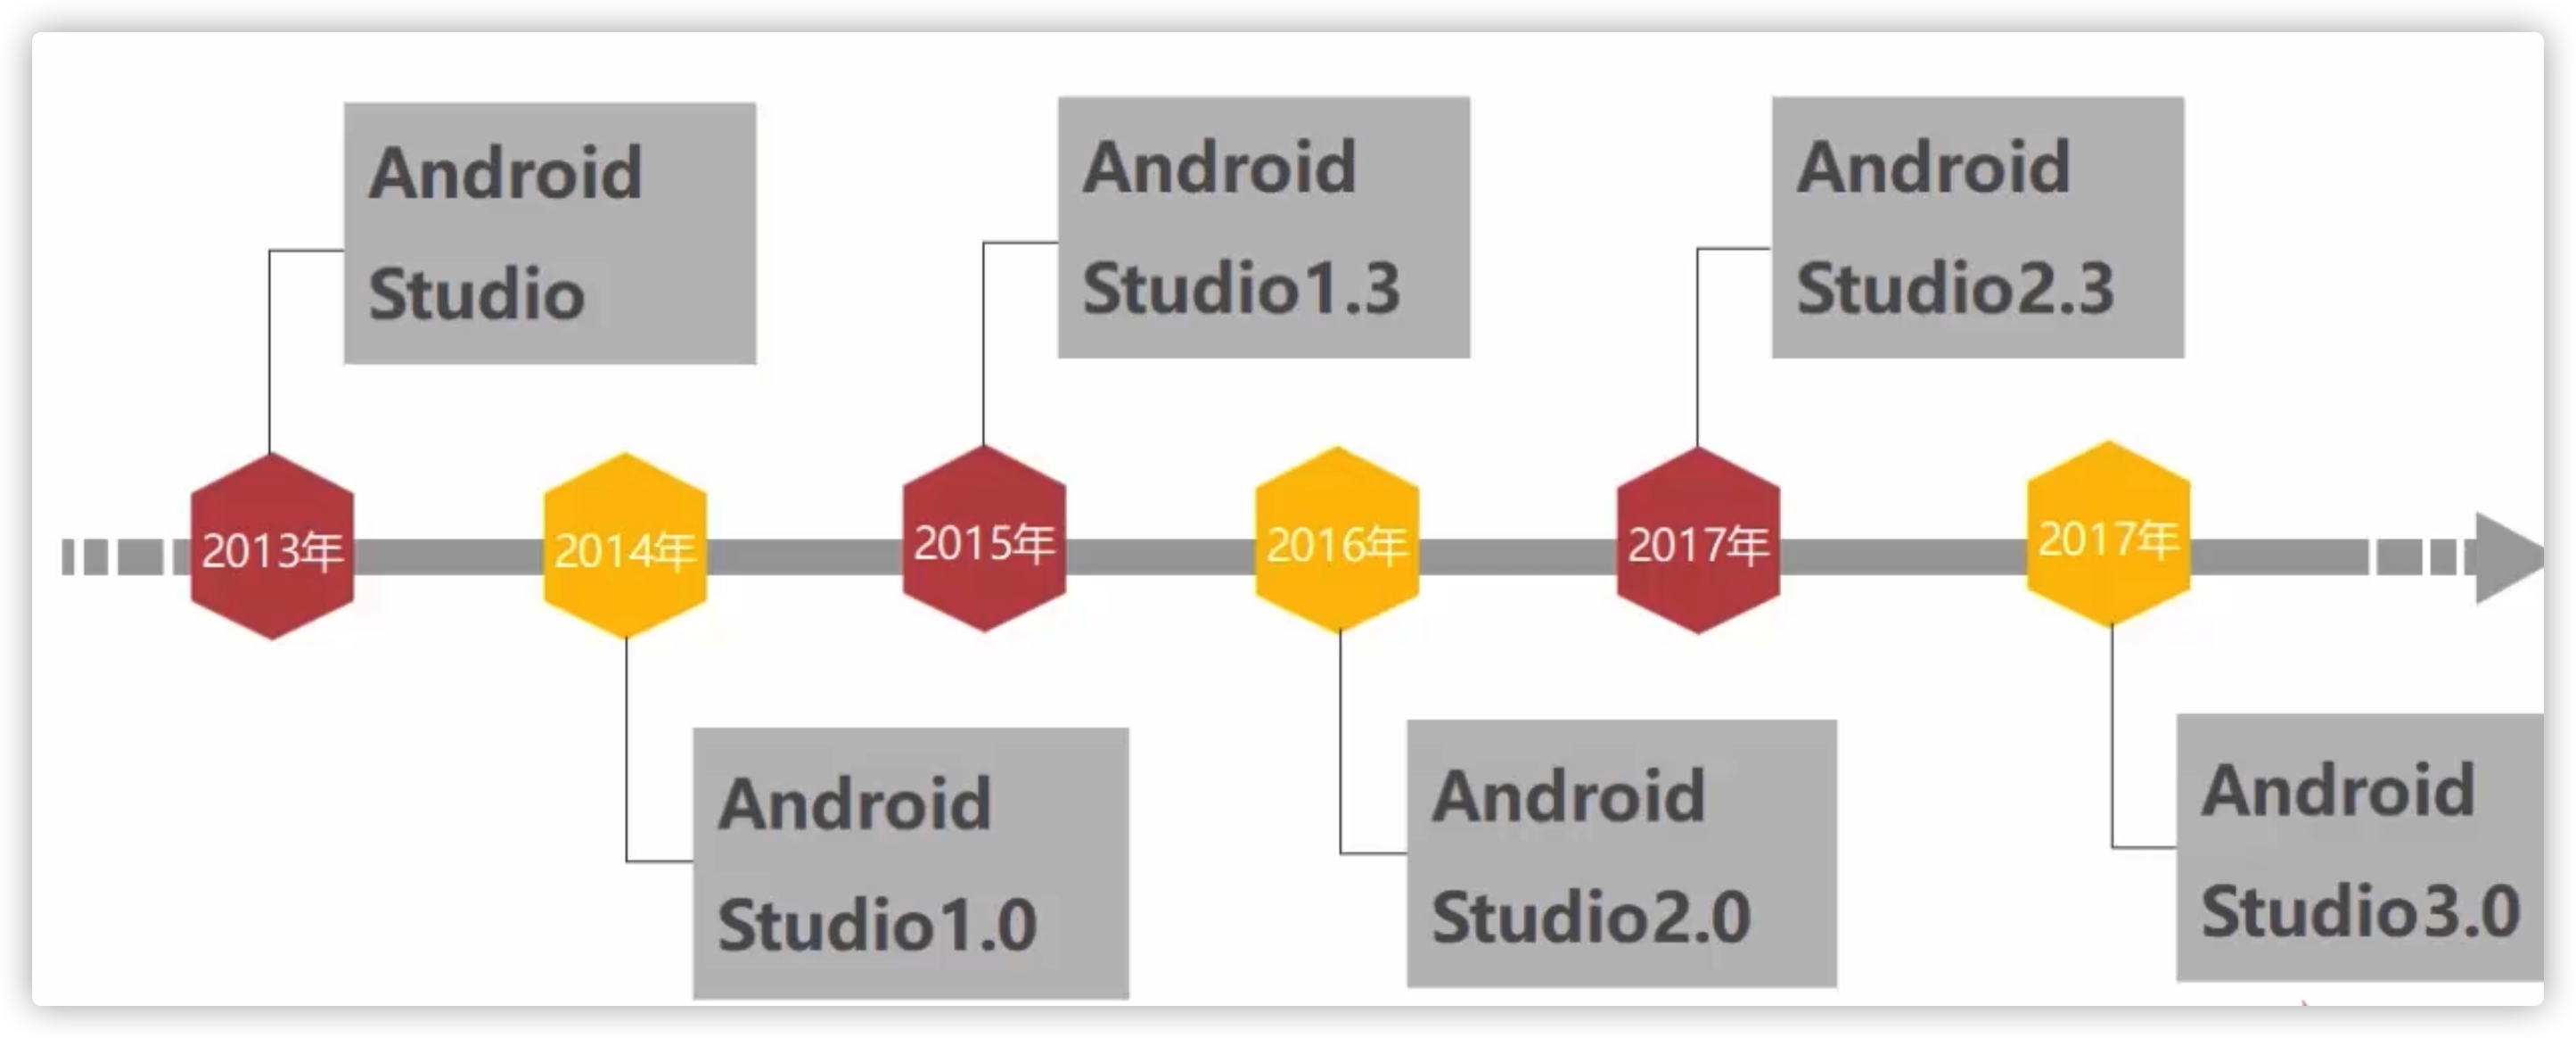 Android
Studio
Android
Studio1.3
Android
Studio2.3
2013年
2014年
2015年
2016年
2017年
2017年
Android
Studio1.0
Android
Studio2.0
Android
Studio3.0